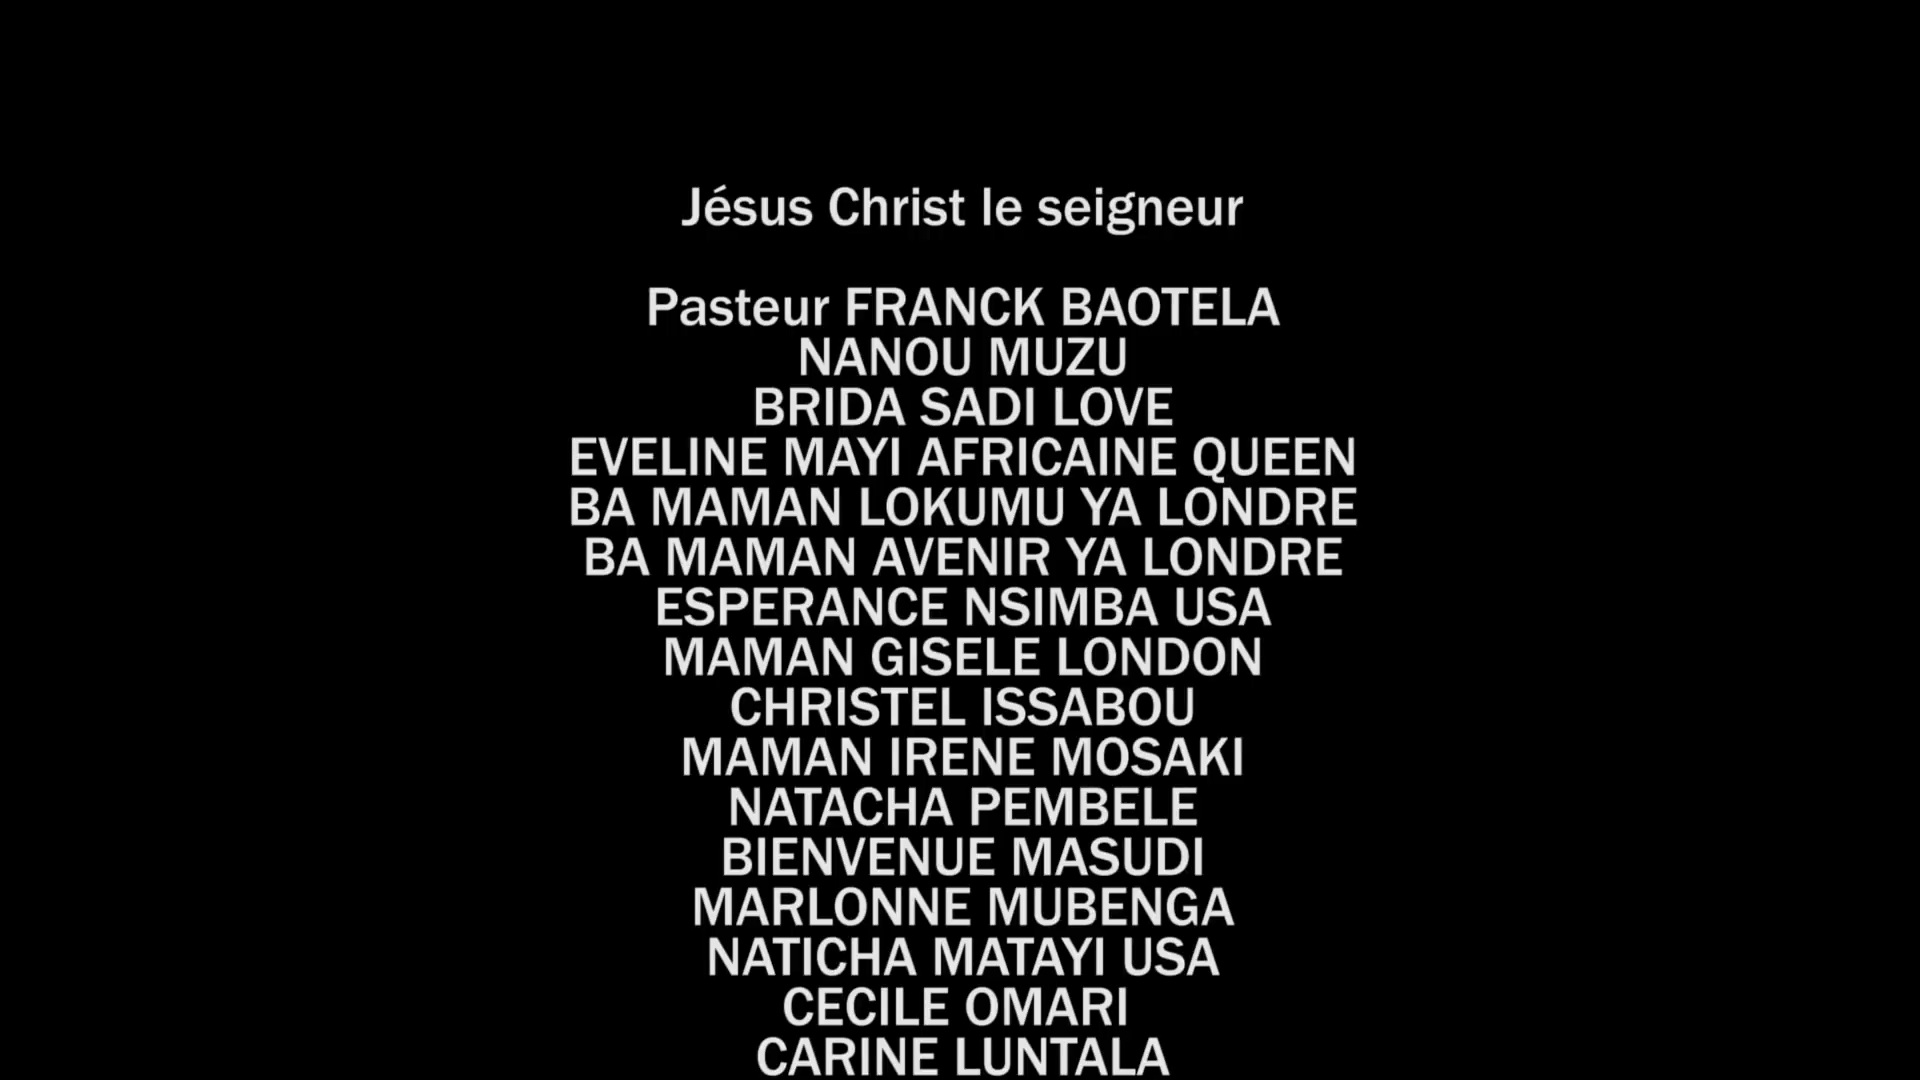 Jésus Christ le seigneur
Pasteur FRANCK BAOTELA
NANOU MUZU
BRIDA SADI LOVE
EVELINE MAYI AFRICAINE QUEEN
BA MAMAN LOKUMU YA LONDRE
BA MAMAN AVENIR YA LONDRE
ESPERANCE NSIMBA USA
MAMAN GISELE LONDON
CHRISTEL ISSABOU
MAMAN IRENE MOSAKI
NATACHA PEMBELE
BIENVENUE MASUDI
MARLONNE MUBENGA
NATICHA MATAYI USA
CECILE OMARI
CARINE LUNTALA